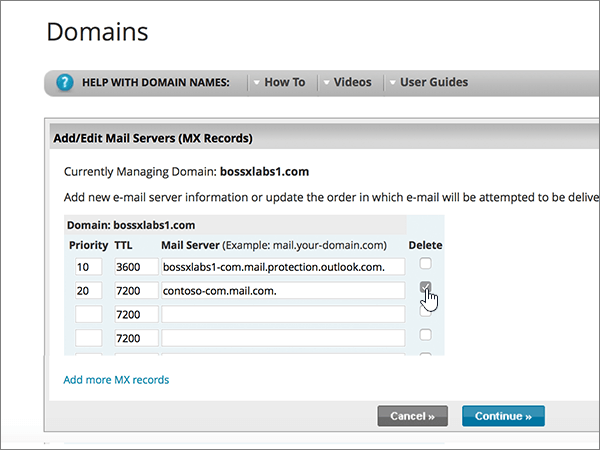 Domains
? HELP WITH DOMAIN NAMES: How To Videos User Guides
Add/Edit Mail Servers (MX Records)
Currently Managing Domain: bossxlabs1.com
Add new e-mail server information or update the order in which e-mail will be attempted to be delive
Domain: bossxlabs1.com
Priority TTL Mail Server (Example: mail.your-domain.com) Delete
10 3600 bossxlabs1-com.mail.protection.outlook.com.
20 7200 contoso-com.mail.com.
7200
7200
Add more MX records
Cancel » Continue »